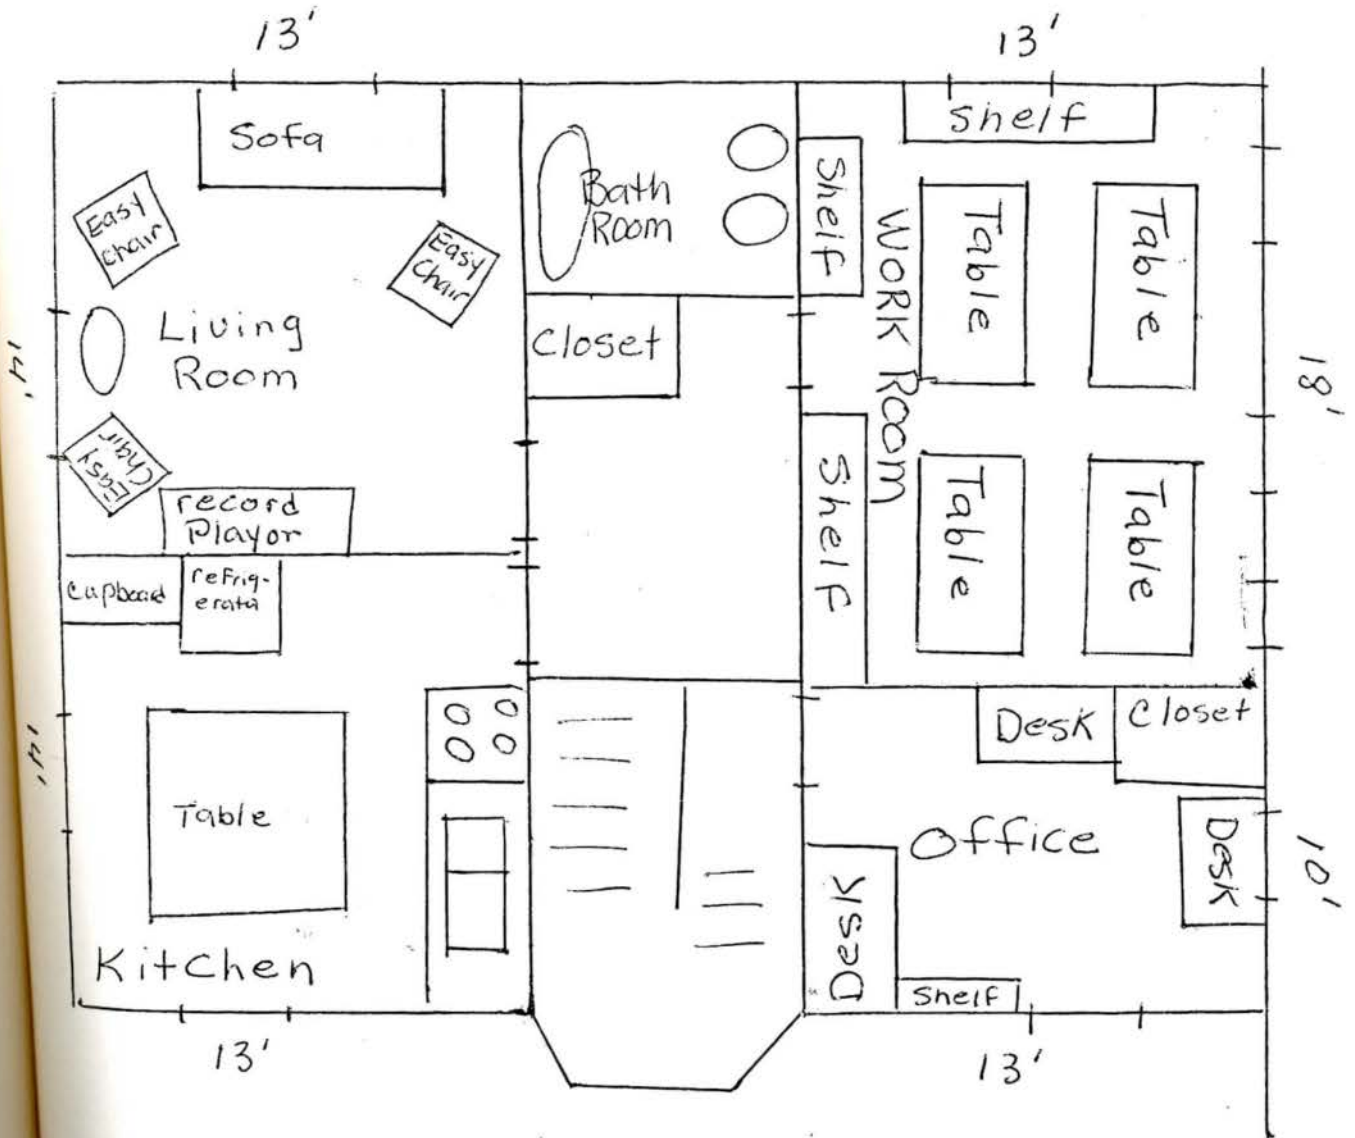 13'
13'
Sofa
Easy
chair
Easy
Chair
Living
Room
Easy
Chair
record
Playor
14'
Bath
Room
Closet
Shelf
Shelf
Shelf
WORK Room
Table
Table
Table
Table
18'
Cupboard
refrig-
erator
Table
Kitchen
14'
13'
Desk
Closet
Office
Desk
Desk
Shelf
10'
13'